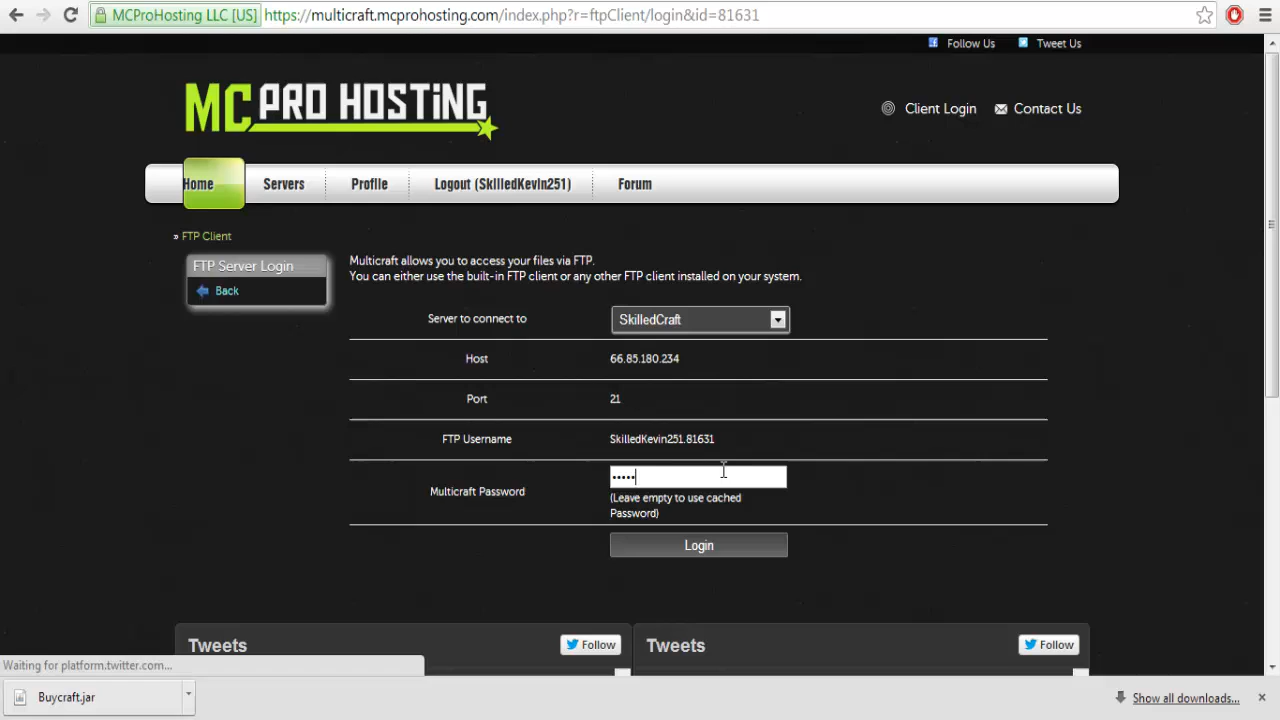 MCProHosting LLC [US]
https://multicraft.mcprohosting.com/index.php?r=ftpClient/login&id=81631
Follow Us
Tweet Us
MC PRO HOSTiNG
Client Login
Contact Us
Home
Servers
Profile
Logout (SkilledKevin251)
Forum
» FTP Client
FTP Server Login
Back
Multicraft allows you to access your files via FTP.
You can either use the built-in FTP client or any other FTP client installed on your system.
Server to connect to
SkilledCraft
Host
66.85.180.234
Port
21
FTP Username
SkilledKevin251.81631
Multicraft Password
•••••
(Leave empty to use cached
Password)
Login
Tweets
Follow
Tweets
Follow
Waiting for platform.twitter.com...
Buycraft.jar
Show all downloads...